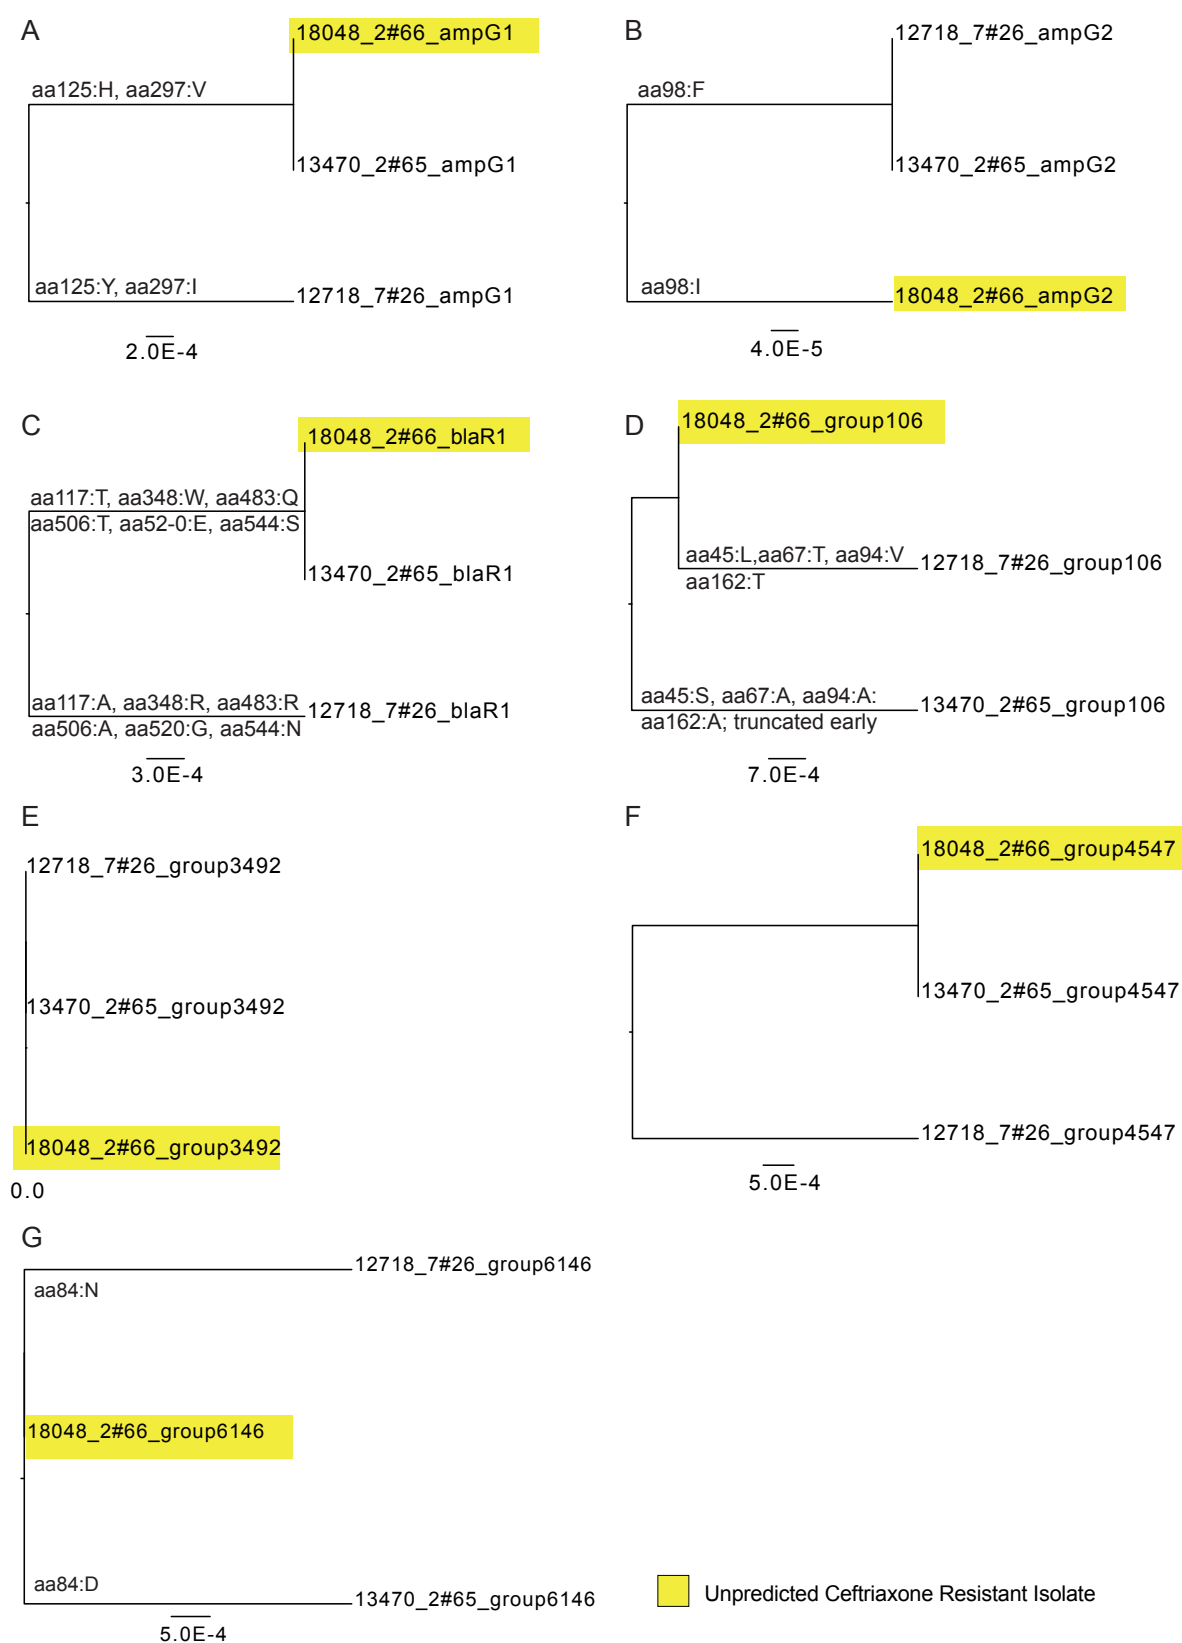 A
18048_2#66_ampG1
aa125:H, aa297:V
13470_2#65_ampG1
aa125:Y, aa297:I
12718_7#26_ampG1
2.0E-4
B
12718_7#26_ampG2
aa98:F
13470_2#65_ampG2
aa98:I
18048_2#66_ampG2
4.0E-5
C
18048_2#66_blaR1
aa117:T, aa348:W, aa483:Q
aa506:T, aa52-0:E, aa544:S
13470_2#65_blaR1
aa117:A, aa348:R, aa483:R
12718_7#26_blaR1
aa506:A, aa520:G, aa544:N
3.0E-4
D
18048_2#66_group106
aa45:L,aa67:T, aa94:V
12718_7#26_group106
aa162:T
aa45:S, aa67:A, aa94:A:
13470_2#65_group106
aa162:A; truncated early
7.0E-4
E
12718_7#26_group3492
13470_2#65_group3492
18048_2#66_group3492
0.0
F
18048_2#66_group4547
13470_2#65_group4547
12718_7#26_group4547
5.0E-4
G
12718_7#26_group6146
aa84:N
18048_2#66_group6146
aa84:D
13470_2#65_group6146
5.0E-4
Unpredicted Ceftriaxone Resistant Isolate